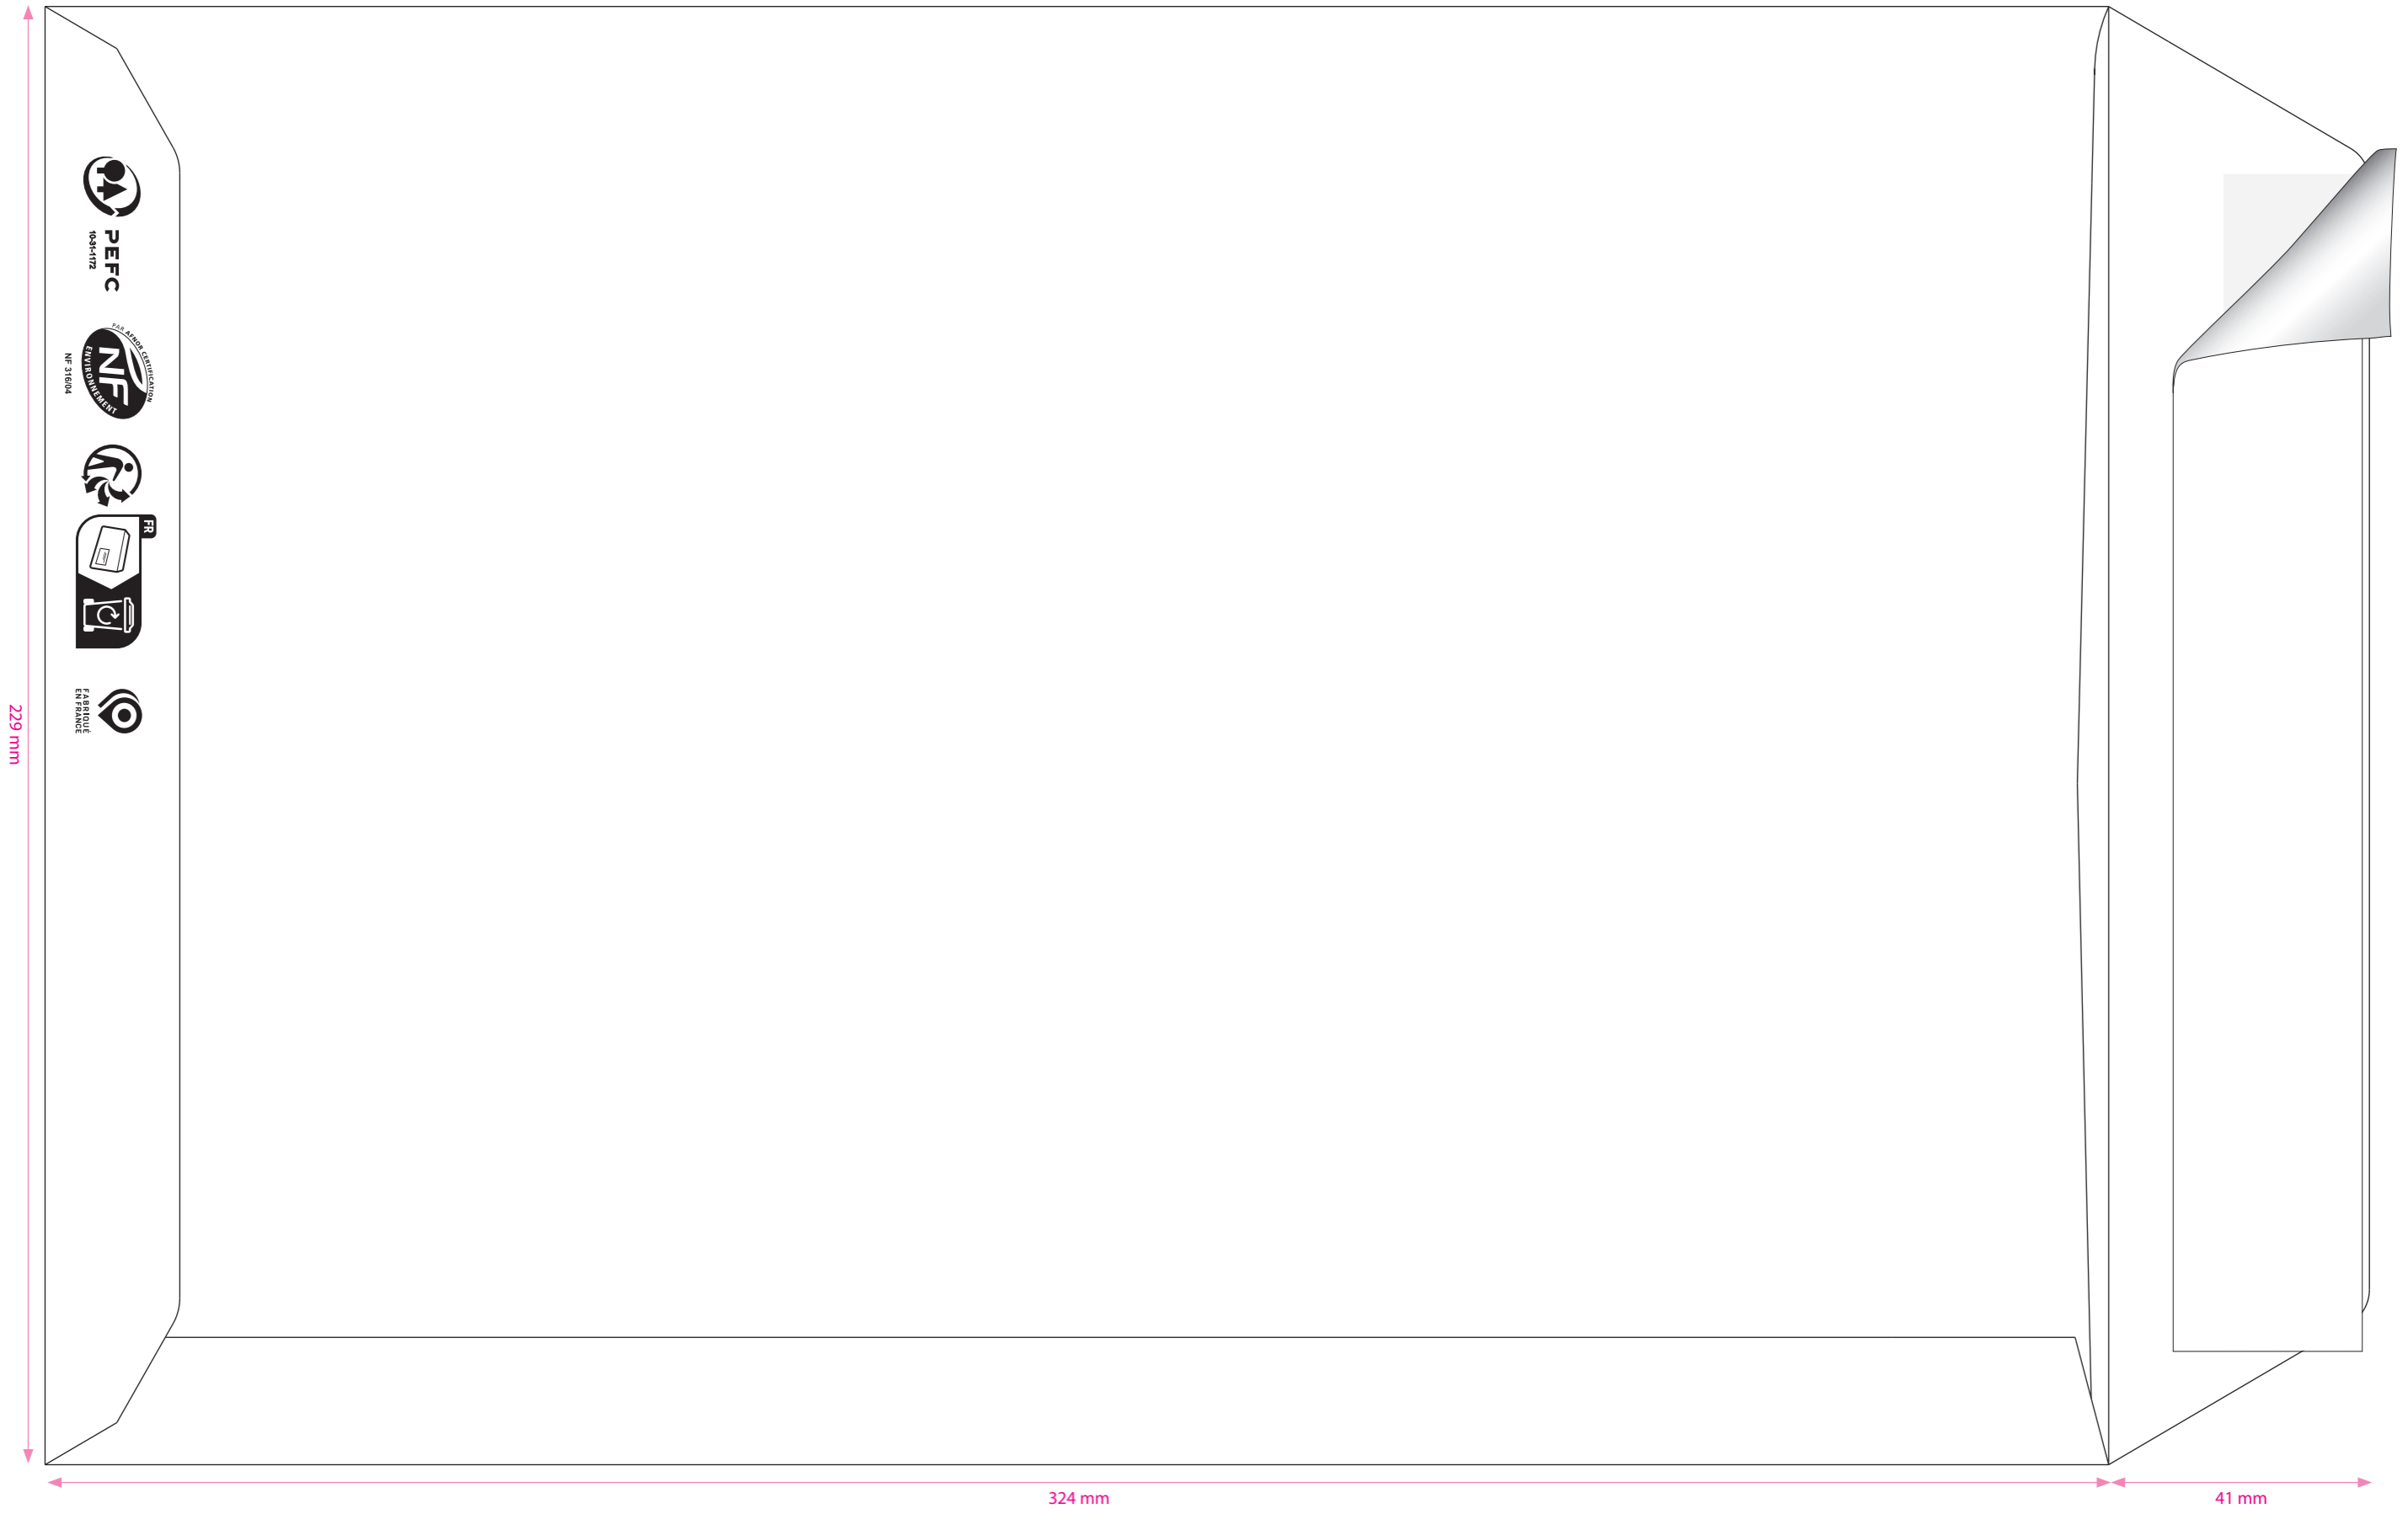 PEFC
10-31-1172
PAR AFNOR CERTIFICATION
NF
ENVIRONNEMENT
NF 316/04
FR
FABRIQUÉ
EN FRANCE
229 mm
324 mm
41 mm